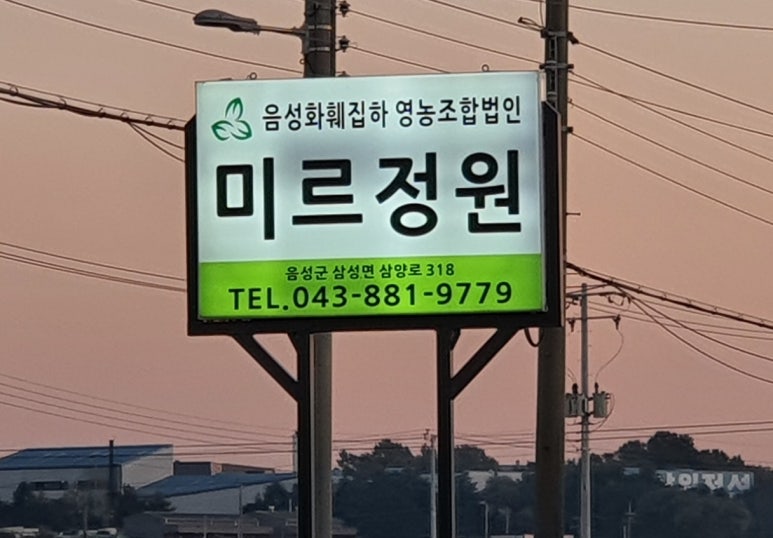 음성화훼집하 영농조합법인
미르정원
음성군 삼성면 삼양로 318
TEL.043-881-9779